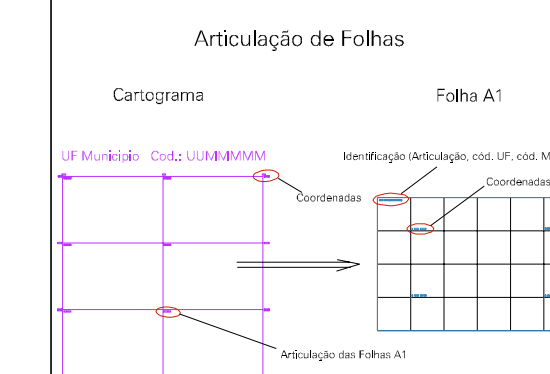 Articulação de Folhas
Cartograma
Folha A1
UF Municipio Cod.: UUMMMMM
Identificação (Articulação, cód. UF, cód. M
Coordenadas
Coordenadas
Articulação das Folhas A1